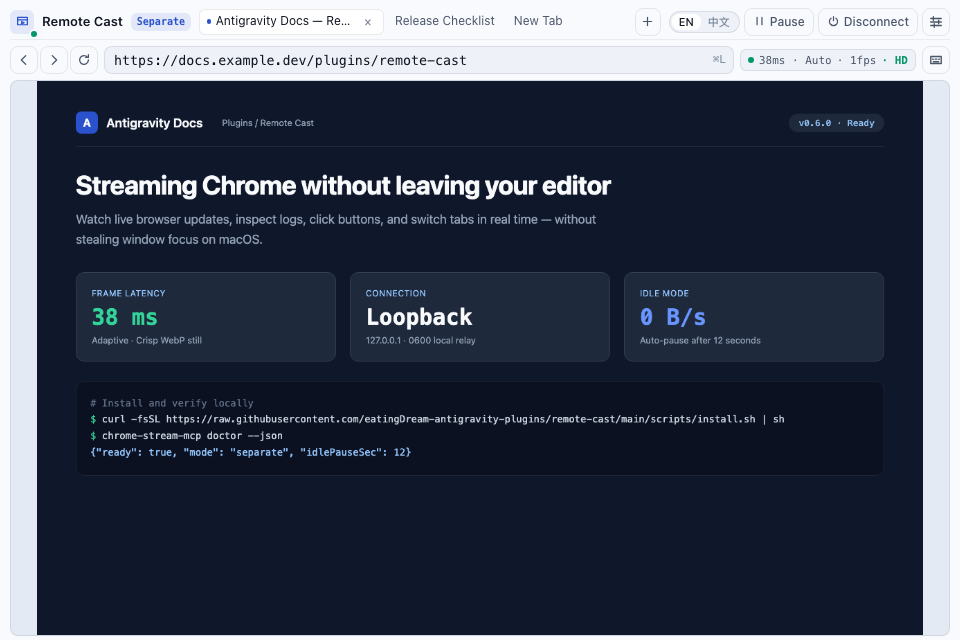 Remote Cast Separate Antigravity Docs — Re... × Release Checklist New Tab + EN 中文 Pause Disconnect
https://docs.example.dev/plugins/remote-cast ⌘L 38ms · Auto · 1fps · HD
A Antigravity Docs Plugins / Remote Cast v0.6.0 · Ready
Streaming Chrome without leaving your editor
Watch live browser updates, inspect logs, click buttons, and switch tabs in real time — without
stealing window focus on macOS.
FRAME LATENCY
38 ms
Adaptive · Crisp WebP still
CONNECTION
Loopback
127.0.0.1 · 0600 local relay
IDLE MODE
0 B/s
Auto-pause after 12 seconds
# Install and verify locally
$ curl -fsSL https://raw.githubusercontent.com/eatingDream-antigravity-plugins/remote-cast/main/scripts/install.sh | sh
$ chrome-stream-mcp doctor --json
{"ready": true, "mode": "separate", "idlePauseSec": 12}